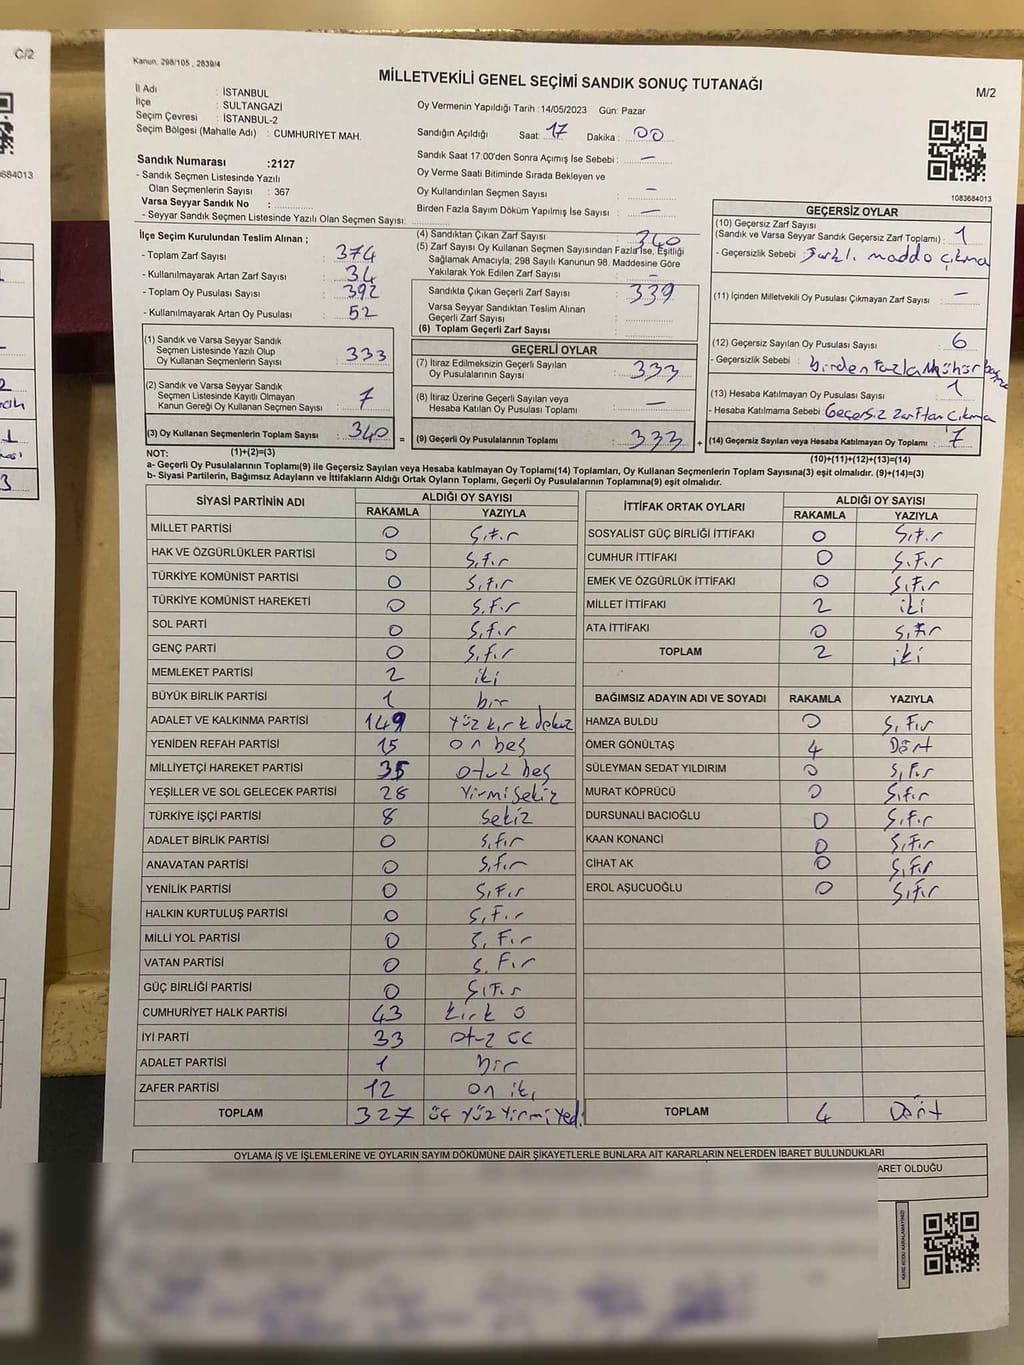 C/2
684013
Kanun, 298/105 , 2839/4
MİLLETVEKİLİ GENEL SEÇİMİ SANDIK SONUÇ TUTANAĞI
M/2
İl Adı : İSTANBUL
İlçe : SULTANGAZİ
Seçim Çevresi : İSTANBUL-2
Seçim Bölgesi (Mahalle Adı) : CUMHURIYET MAH.
Oy Vermenin Yapıldığı Tarih :14/05/2023 Gün: Pazar
Sandığın Açıldığı Saat: 17 Dakika : 00
Sandık Saat 17:00'den Sonra Açımış İse Sebebi : —
Oy Verme Saati Bitiminde Sırada Bekleyen ve
Oy Kullandırılan Seçmen Sayısı : —
Birden Fazla Sayım Döküm Yapılmış İse Sayısı : —
Sandık Numarası :2127
- Sandık Seçmen Listesinde Yazılı
Olan Seçmenlerin Sayısı : 367
Varsa Seyyar Sandık No :
- Seyyar Sandık Seçmen Listesinde Yazılı Olan Seçmen Sayısı:
1083684013
İlçe Seçim Kurulundan Teslim Alınan ;
- Toplam Zarf Sayısı : 374
- Kullanılmayarak Artan Zarf Sayısı : 34
- Toplam Oy Pusulası Sayısı : 392
- Kullanılmayarak Artan Oy Pusulası : 52
(1) Sandık ve Varsa Seyyar Sandık
Seçmen Listesinde Yazılı Olup
Oy Kullanan Seçmenlerin Sayısı : 333
(2) Sandık ve Varsa Seyyar Sandık
Seçmen Listesinde Kayıtlı Olmayan
Kanun Gereği Oy Kullanan Seçmen Sayısı : 7
(3) Oy Kullanan Seçmenlerin Toplam Sayısı : 340 =
(4) Sandıktan Çıkan Zarf Sayısı : 340
(5) Zarf Sayısı Oy Kullanan Seçmen Sayısından Fazla İse, Eşitliği
Sağlamak Amacıyla; 298 Sayılı Kanunun 98. Maddesine Göre
Yakılarak Yok Edilen Zarf Sayısı : —
Sandıkta Çıkan Geçerli Zarf Sayısı : 339
Varsa Seyyar Sandıktan Teslim Alınan
Geçerli Zarf Sayısı :
(6) Toplam Geçerli Zarf Sayısı :
GEÇERLİ OYLAR
(7) İtiraz Edilmeksizin Geçerli Sayılan
Oy Pusulalarının Sayısı : 333
(8) İtiraz Üzerine Geçerli Sayılan veya
Hesaba Katılan Oy Pusulası Toplamı : —
(9) Geçerli Oy Pusulalarının Toplamı : 333 +
GEÇERSİZ OYLAR
(10) Geçersiz Zarf Sayısı
(Sandık ve Varsa Seyyar Sandık Geçersiz Zarf Toplamı) : 1
- Geçersizlik Sebebi : farklı maddo çıkma
(11) İçinden Milletvekili Oy Pusulası Çıkmayan Zarf Sayısı : —
(12) Geçersiz Sayılan Oy Pusulası Sayısı : 6
- Geçersizlik Sebebi : birden fazla mühür
(13) Hesaba Katılmayan Oy Pusulası Sayısı : 1
- Hesaba Katılmama Sebebi : Geçersiz Zarftan çıkma
(14) Geçersiz Sayılan veya Hesaba Katılmayan Oy Toplamı : 7
NOT: (1)+(2)=(3) (10)+(11)+(12)+(13)=(14)
a- Geçerli Oy Pusulalarının Toplamı(9) ile Geçersiz Sayılan veya Hesaba katılmayan Oy Toplamı(14) Toplamları, Oy Kullanan Seçmenlerin Toplam Sayısına(3) eşit olmalıdır. (9)+(14)=(3)
b- Siyasi Partilerin, Bağımsız Adayların ve İttifakların Aldığı Ortak Oyların Toplamı, Geçerli Oy Pusulalarının Toplamına(9) eşit olmalıdır.
SİYASİ PARTİNİN ADI ALDIĞI OY SAYISI
RAKAMLA YAZIYLA
MİLLET PARTİSİ 0 Sıfır
HAK VE ÖZGÜRLÜKLER PARTİSİ 0 Sıfır
TÜRKİYE KOMÜNİST PARTİSİ 0 Sıfır
TÜRKİYE KOMÜNİST HAREKETİ 0 Sıfır
SOL PARTİ 0 Sıfır
GENÇ PARTİ 0 Sıfır
MEMLEKET PARTİSİ 2 iki
BÜYÜK BİRLİK PARTİSİ 1 bir
ADALET VE KALKINMA PARTİSİ 149 yüz kırk dokuz
YENİDEN REFAH PARTİSİ 15 on beş
MİLLİYETÇİ HAREKET PARTİSİ 35 otuz beş
YEŞİLLER VE SOL GELECEK PARTİSİ 28 Yirmi sekiz
TÜRKİYE İŞÇİ PARTİSİ 8 sekiz
ADALET BİRLİK PARTİSİ 0 Sıfır
ANAVATAN PARTİSİ 0 Sıfır
YENİLİK PARTİSİ 0 Sıfır
HALKIN KURTULUŞ PARTİSİ 0 Sıfır
MİLLİ YOL PARTİSİ 0 Sıfır
VATAN PARTİSİ 0 Sıfır
GÜÇ BİRLİĞİ PARTİSİ 0 Sıfır
CUMHURİYET HALK PARTİSİ 43 kırk ü
İYİ PARTİ 33 otuz üç
ADALET PARTİSİ 1 bir
ZAFER PARTİSİ 12 on iki
TOPLAM 327 üç yüz yirmi yedi
İTTİFAK ORTAK OYLARI ALDIĞI OY SAYISI
RAKAMLA YAZIYLA
SOSYALİST GÜÇ BİRLİĞİ İTTİFAKI 0 Sıfır
CUMHUR İTTİFAKI 0 Sıfır
EMEK VE ÖZGÜRLÜK İTTİFAKI 0 Sıfır
MİLLET İTTİFAKI 2 iki
ATA İTTİFAKI 0 Sıfır
TOPLAM 2 iki
BAĞIMSIZ ADAYIN ADI VE SOYADI RAKAMLA YAZIYLA
HAMZA BULDU 0 Sıfır
ÖMER GÖNÜLTAŞ 4 Dört
SÜLEYMAN SEDAT YILDIRIM 0 Sıfır
MURAT KÖPRÜCÜ 0 Sıfır
DURSUNALİ BACIOĞLU 0 Sıfır
KAAN KONANCİ 0 Sıfır
CİHAT AK 0 Sıfır
EROL AŞUCUOĞLU 0 Sıfır
TOPLAM 4 Dört
OYLAMA İŞ VE İŞLEMLERİNE VE OYLARIN SAYIM DÖKÜMÜNE DAİR ŞİKAYETLERLE BUNLARA AİT KARARLARIN NELERDEN İBARET BULUNDUKLARI
ARET OLDUĞU
KARE KODU KARALAMAYINIZ!